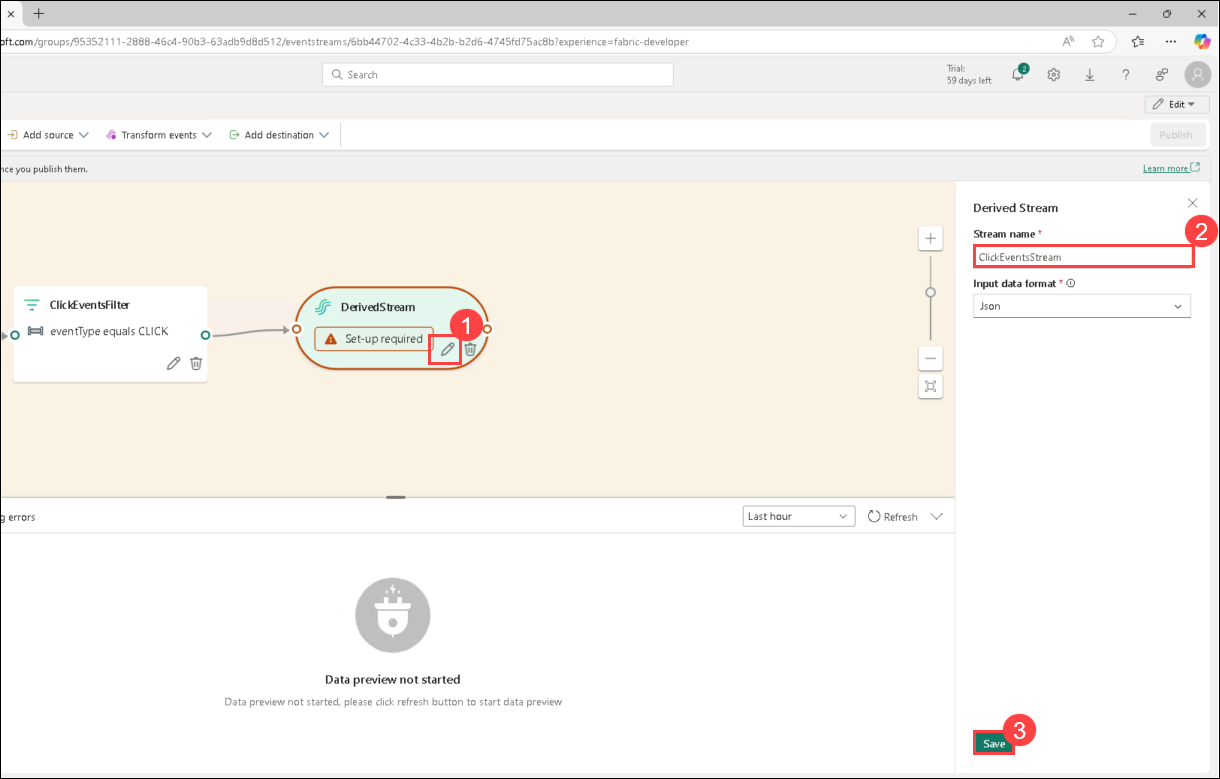 oft.com/groups/95352111-2888-46c4-90b3-63adb9d8d512/eventstreams/6bb44702-4c33-4b2b-b2d6-4745fd75ac8b?experience=fabric-developer
Search
Trial:
59 days left
2
Edit
Add source
Transform events
Add destination
Publish
nce you publish them.
Learn more
Derived Stream
2
Stream name *
ClickEventsStream
Input data format *
Json
ClickEventsFilter
eventType equals CLICK
DerivedStream
Set-up required
1
g errors
Last hour
Refresh
Data preview not started
Data preview not started, please click refresh button to start data preview
3
Save